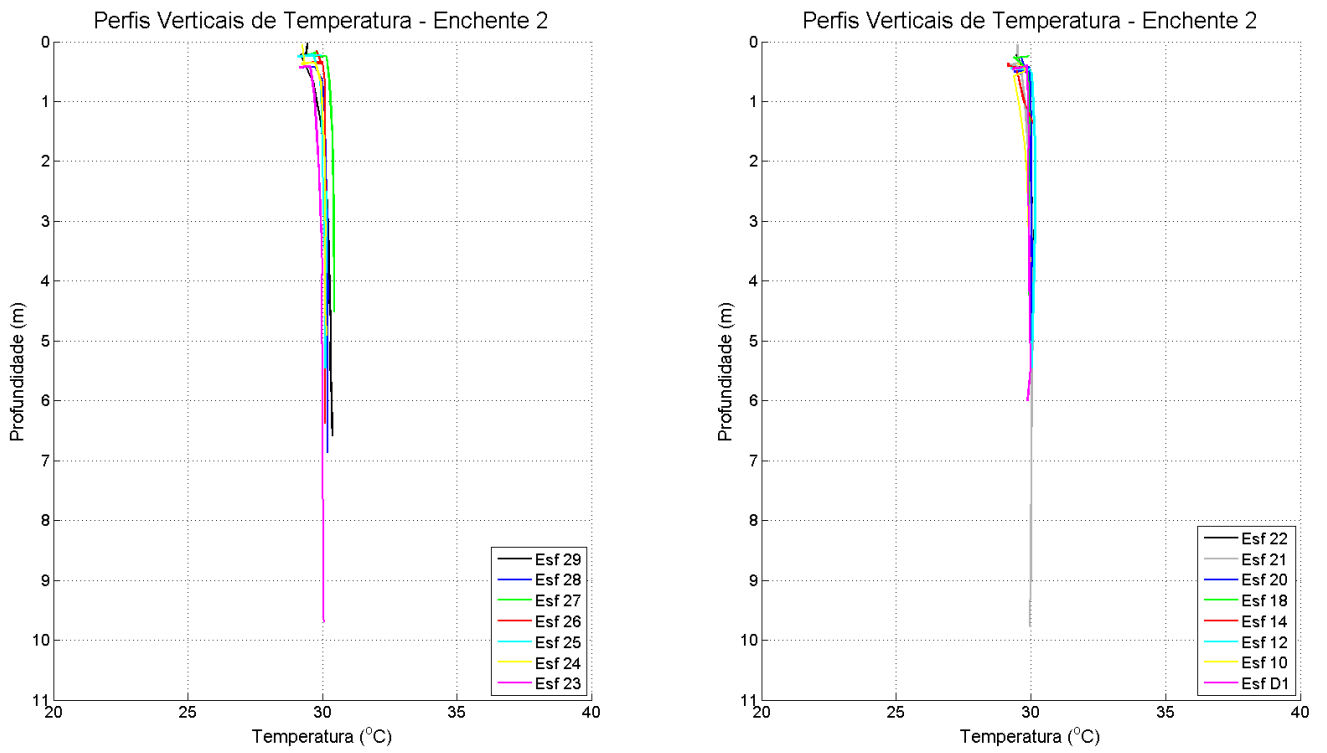 Perfis Verticais de Temperatura - Enchente 2
0
1
2
3
4
5
6
7
8
9
10
11
Profundidade (m)
20 25 30 35 40
Temperatura (°C)
Esf 29
Esf 28
Esf 27
Esf 26
Esf 25
Esf 24
Esf 23
Perfis Verticais de Temperatura - Enchente 2
0
1
2
3
4
5
6
7
8
9
10
11
Profundidade (m)
20 25 30 35 40
Temperatura (°C)
Esf 22
Esf 21
Esf 20
Esf 18
Esf 14
Esf 12
Esf 10
Esf D1